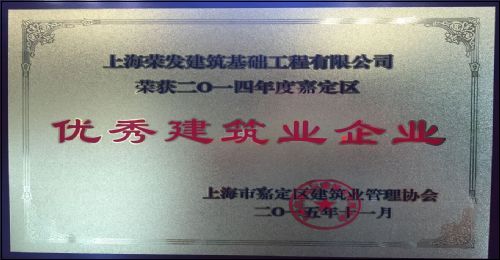 上海荣发建筑基础工程有限公司
荣获二〇一四年度嘉定区
优秀建筑业企业
上海市嘉定区建筑业管理协会
二〇一五年十一月